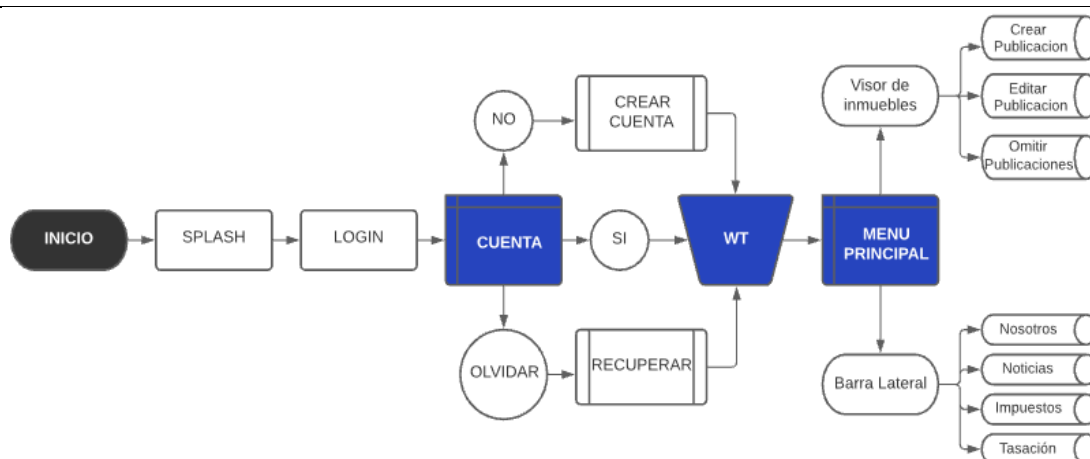 INICIO
SPLASH
LOGIN
CUENTA
NO
CREAR
CUENTA
SI
OLVIDAR
RECUPERAR
WT
MENU
PRINCIPAL
Visor de
inmuebles
Crear
Publicacion
Editar
Publicacion
Omitir
Publicaciones
Barra Lateral
Nosotros
Noticias
Impuestos
Tasación